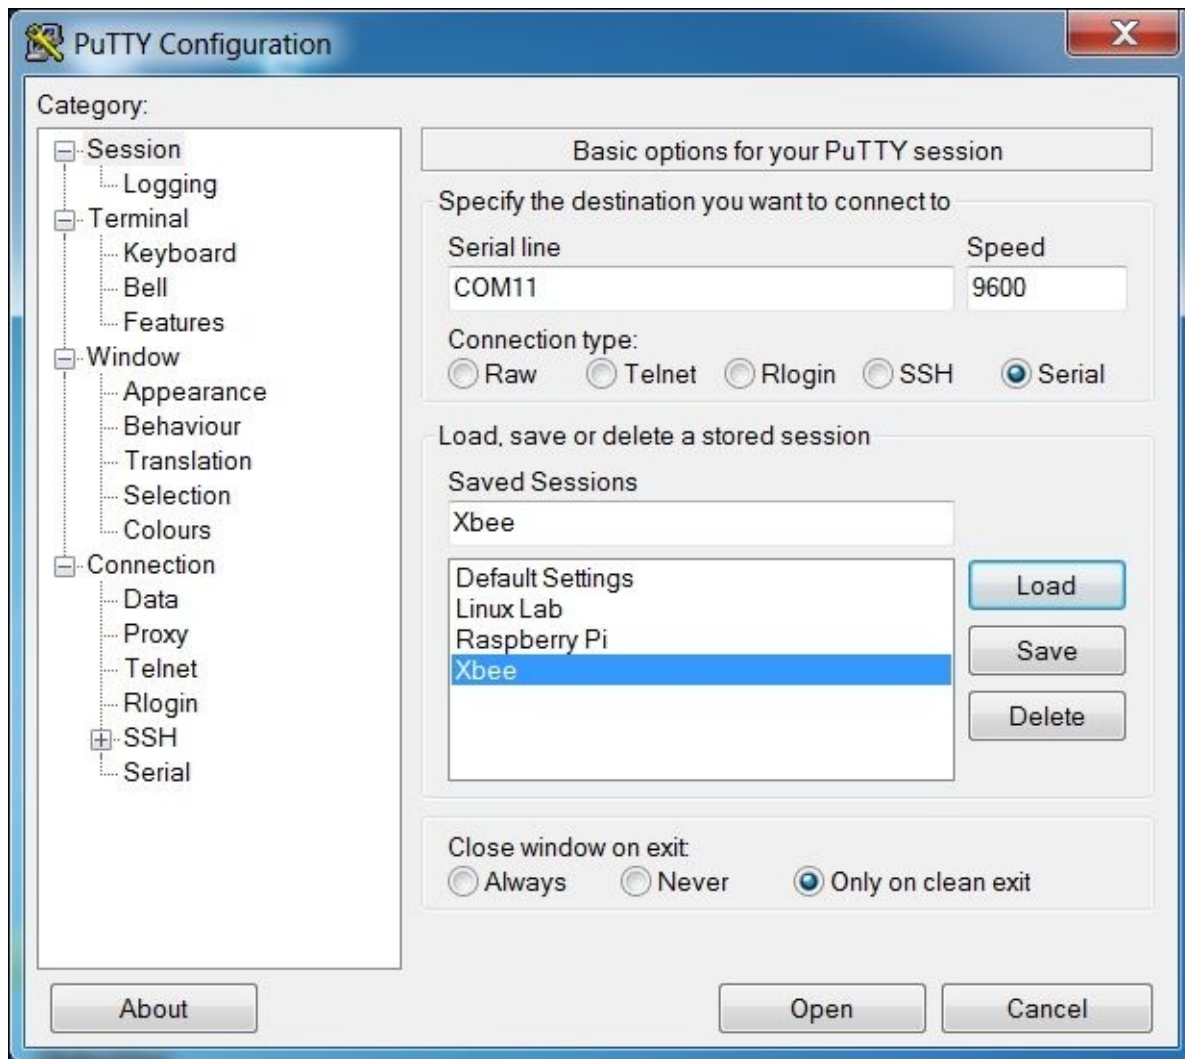 PuTTY Configuration
X
Category:
Session
Logging
Terminal
Keyboard
Bell
Features
Window
Appearance
Behaviour
Translation
Selection
Colours
Connection
Data
Proxy
Telnet
Rlogin
SSH
Serial
Basic options for your PuTTY session
Specify the destination you want to connect to
Serial line Speed
COM11 9600
Connection type:
Raw Telnet Rlogin SSH Serial
Load, save or delete a stored session
Saved Sessions
Xbee
Default Settings
Linux Lab
Raspberry Pi
Xbee
Load
Save
Delete
Close window on exit:
Always Never Only on clean exit
About Open Cancel